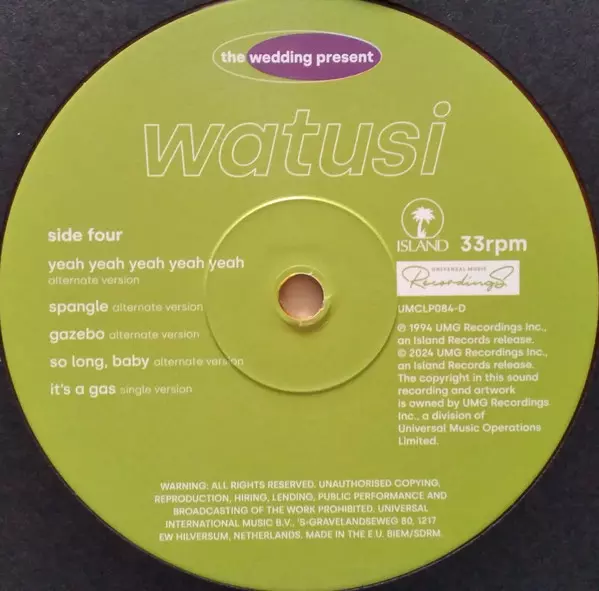 the wedding present
watusi
side four
yeah yeah yeah yeah yeah
alternate version
spangle alternate version
gazebo alternate version
so long, baby alternate version
it's a gas single version
ISLAND 33rpm
UNIVERSAL MUSIC
Recordings
UMCLP084-D
℗ 1994 UMG Recordings Inc.,
an Island Records release.
© 2024 UMG Recordings Inc.,
an Island Records release.
The copyright in this sound
recording and artwork
is owned by UMG Recordings
Inc., a division of
Universal Music Operations
Limited.
WARNING: ALL RIGHTS RESERVED. UNAUTHORISED COPYING,
REPRODUCTION, HIRING, LENDING, PUBLIC PERFORMANCE AND
BROADCASTING OF THE WORK PROHIBITED. UNIVERSAL
INTERNATIONAL MUSIC B.V., 'S-GRAVELANDSEWEG 80, 1217
EW HILVERSUM, NETHERLANDS. MADE IN THE E.U. BIEM/SDRM.